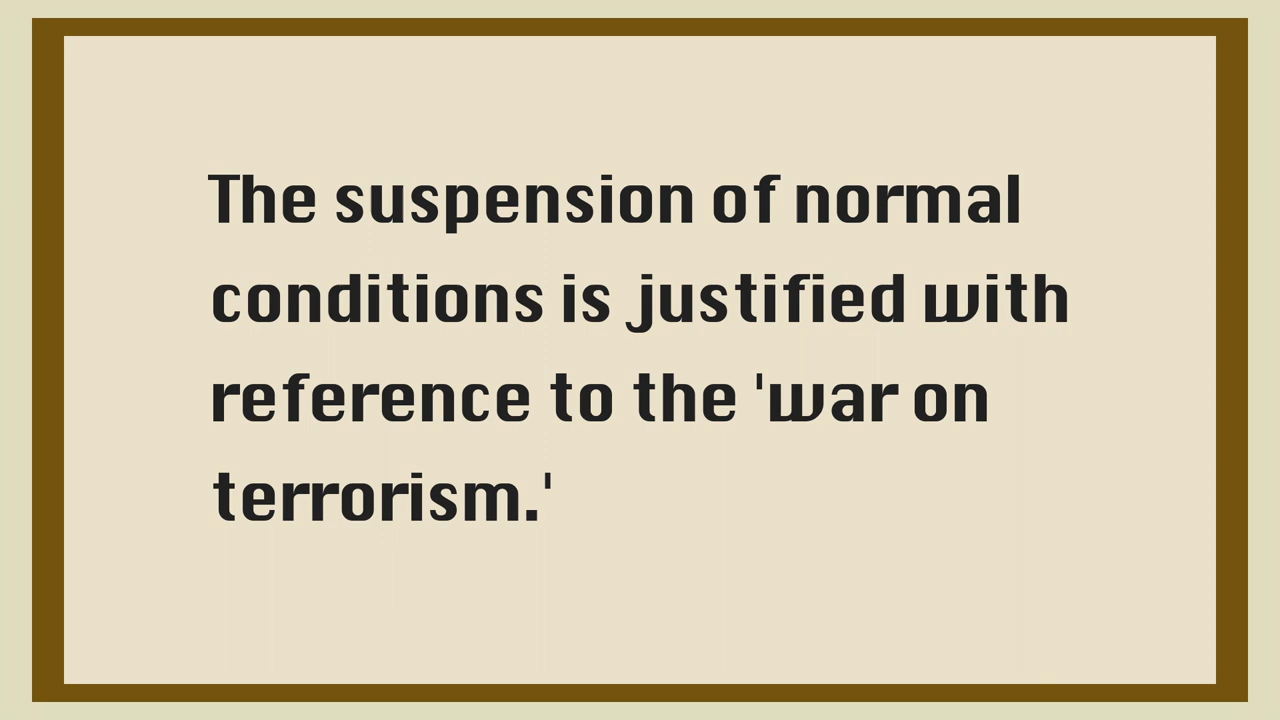 The suspension of normal
conditions is justified with
reference to the 'war on
terrorism.'